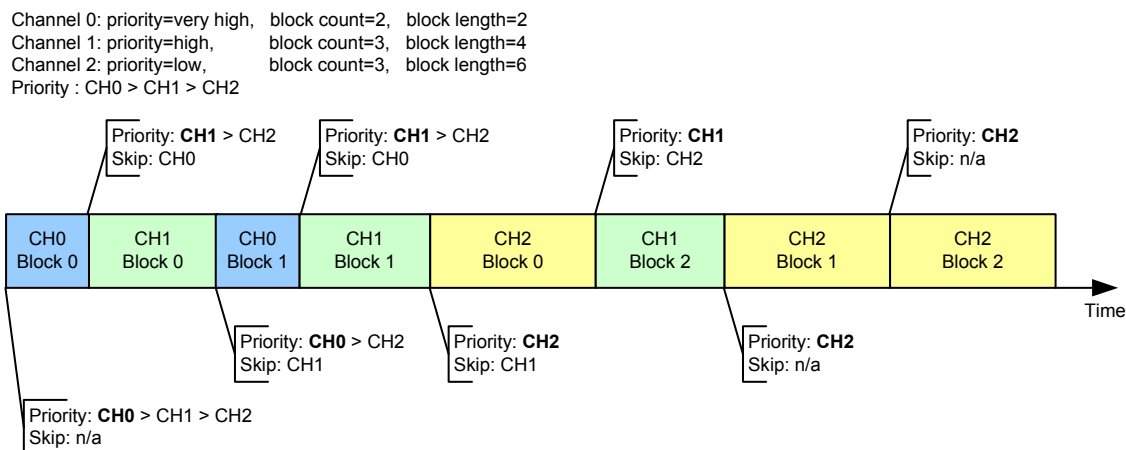 Channel 0: priority=very high, block count=2, block length=2
Channel 1: priority=high, block count=3, block length=4
Channel 2: priority=low, block count=3, block length=6
Priority : CH0 > CH1 > CH2
Priority: CH1 > CH2
Skip: CH0
Priority: CH1 > CH2
Skip: CH0
Priority: CH1
Skip: CH2
Priority: CH2
Skip: n/a
CH0
Block 0
CH1
Block 0
CH0
Block 1
CH1
Block 1
CH2
Block 0
CH1
Block 2
CH2
Block 1
CH2
Block 2
Time
Priority: CH0 > CH2
Skip: CH1
Priority: CH2
Skip: CH1
Priority: CH2
Skip: n/a
Priority: CH0 > CH1 > CH2
Skip: n/a